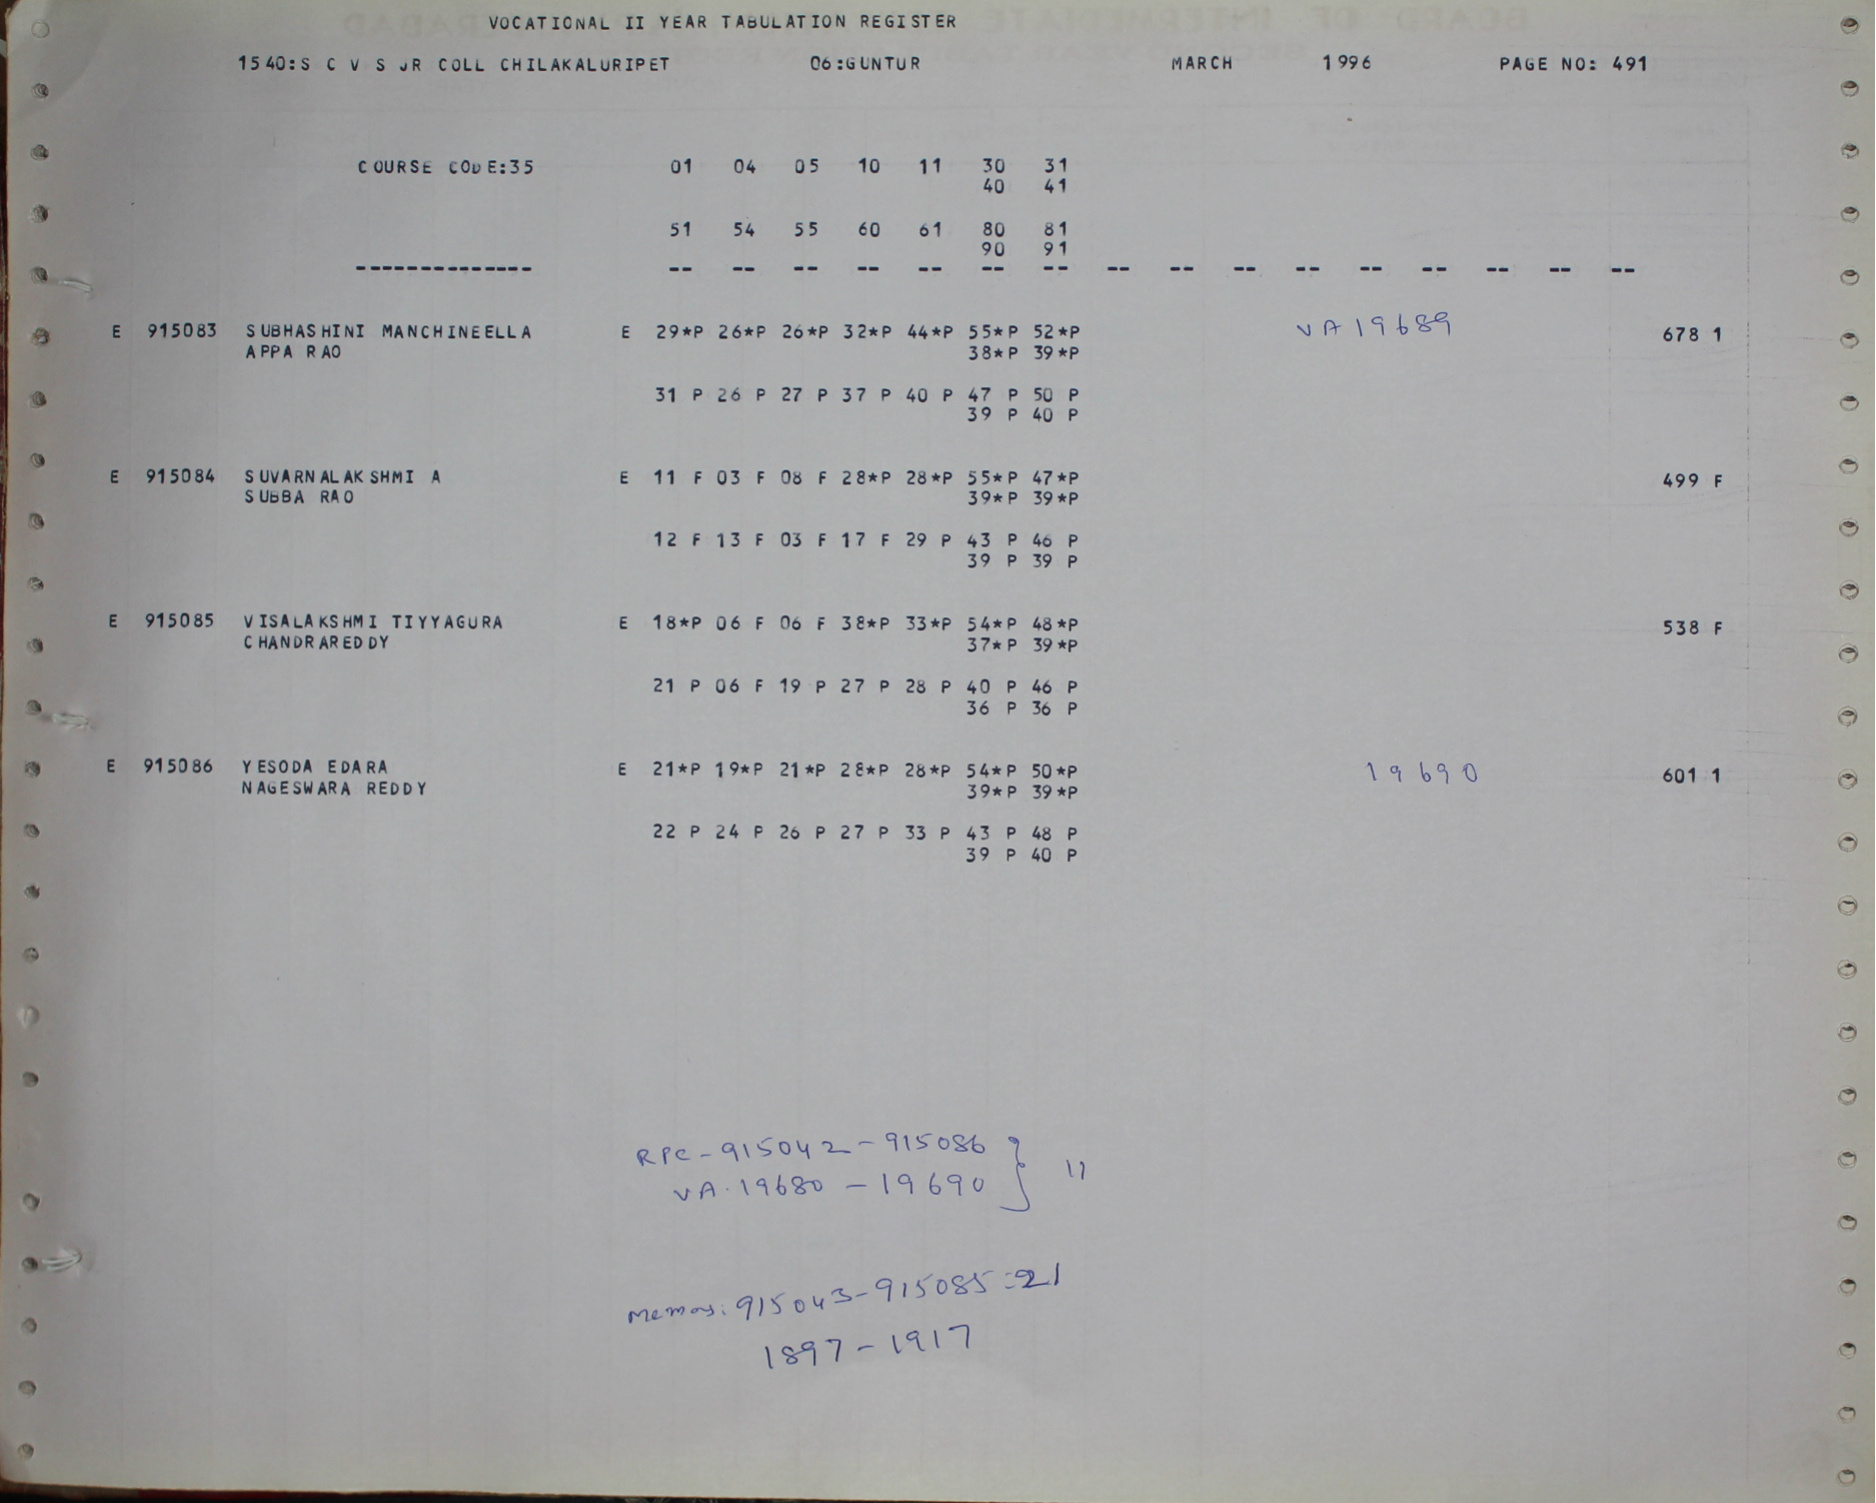 VOCATIONAL II YEAR TABULATION REGISTER
1540:S C V S JR COLL CHILAKALURIPET 06:GUNTUR MARCH 1996 PAGE NO: 491
COURSE CODE:35 01 04 05 10 11 30 31
40 41
51 54 55 60 61 80 81
90 91
-------------- -- -- -- -- -- -- -- -- -- -- -- -- -- -- -- --
E 915083 SUBHASHINI MANCHINEELLA E 29*P 26*P 26*P 32*P 44*P 55*P 52*P VA 19689 678 1
APPA RAO 38*P 39*P
31 P 26 P 27 P 37 P 40 P 47 P 50 P
39 P 40 P
E 915084 SUVARNALAKSHMI A E 11 F 03 F 08 F 28*P 28*P 55*P 47*P 499 F
SUBBA RAO 39*P 39*P
12 F 13 F 03 F 17 F 29 P 43 P 46 P
39 P 39 P
E 915085 VISALAKSHMI TIYYAGURA E 18*P 06 F 06 F 38*P 33*P 54*P 48*P 538 F
CHANDRAREDDY 37*P 39*P
21 P 06 F 19 P 27 P 28 P 40 P 46 P
36 P 36 P
E 915086 YESODA EDARA E 21*P 19*P 21*P 28*P 28*P 54*P 50*P 19690 601 1
NAGESWARA REDDY 39*P 39*P
22 P 24 P 26 P 27 P 33 P 43 P 48 P
39 P 40 P
RPC - 915042 - 915086
VA. 19680 - 19690 } 11
Memos: 915043-915085=21
1897-1917